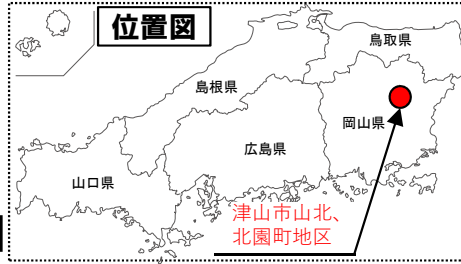 位置図
鳥取県
島根県
岡山県
広島県
山口県
津山市山北、
北園町地区